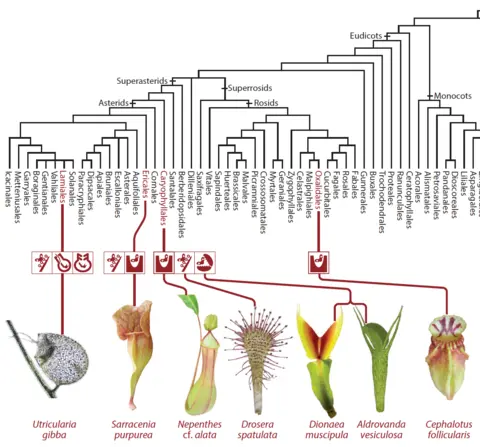 Eudicots
Superasterids
Superrosids
Monocots
Asterids
Rosids
Icacinales
Metteniusales
Garryales
Boraginales
Gentianales
Vahliales
Lamiales
Solanales
Paracryphiales
Dipsacales
Apiales
Bruniales
Escalloniales
Asterales
Aquifoliales
Ericales
Cornales
Caryophyllales
Santalales
Berberidopsidales
Dilleniales
Saxifragales
Vitales
Sapindales
Huerteales
Brassicales
Malvales
Picramniales
Crossosomatales
Myrtales
Geraniales
Zygophyllales
Celastrales
Malpighiales
Oxalidales
Cucurbitales
Fagales
Rosales
Fabales
Gunnerales
Buxales
Trochodendrales
Proteales
Ranunculales
Ceratophyllales
Acorales
Alismatales
Petrosaviales
Pandanales
Dioscoreales
Liliales
Asparagales
Utricularia
gibba
Sarracenia
purpurea
Nepenthes
cf. alata
Drosera
spatulata
Dionaea
muscipula
Aldrovanda
vesiculosa
Cephalotus
follicularis